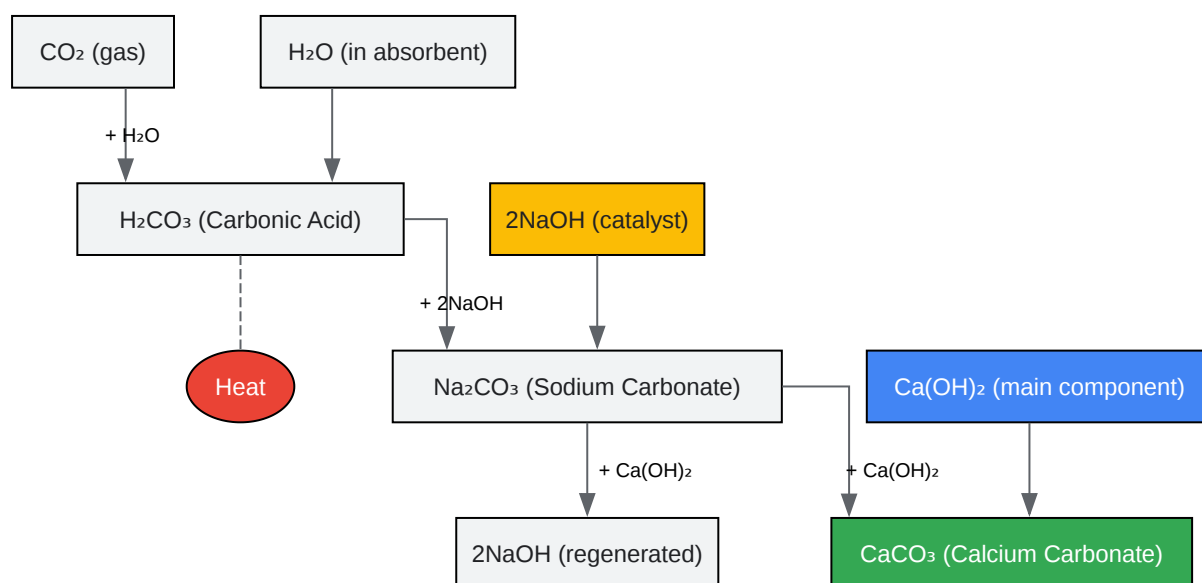 CO₂ (gas)
H₂O (in absorbent)
+ H₂O
H₂CO₃ (Carbonic Acid)
2NaOH (catalyst)
+ 2NaOH
Heat
Na₂CO₃ (Sodium Carbonate)
Ca(OH)₂ (main component)
+ Ca(OH)₂
+ Ca(OH)₂
2NaOH (regenerated)
CaCO₃ (Calcium Carbonate)